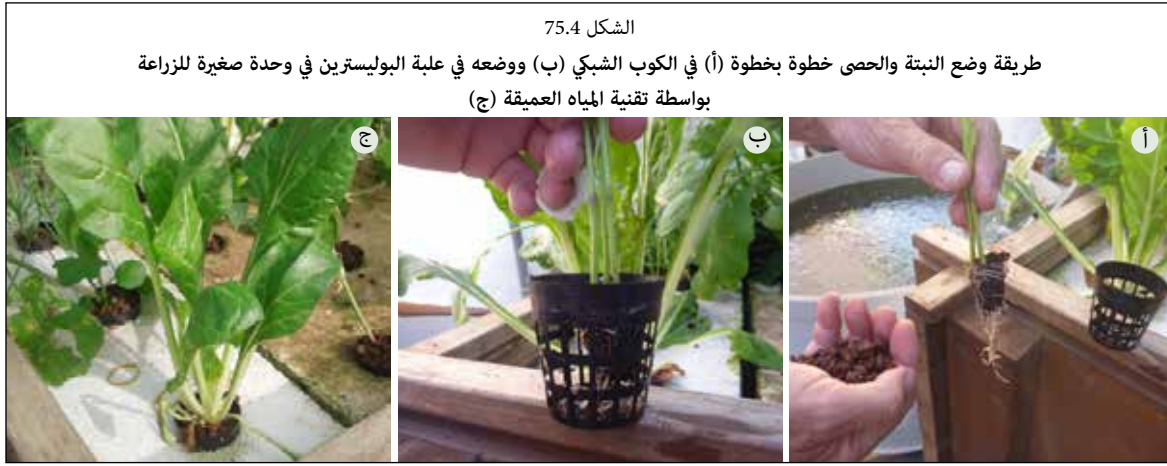 الشكل 75.4
طريقة وضع النبتة والحصى خطوة بخطوة (أ) في الكوب الشبكي (ب) ووضعه في علبة البوليسترين في وحدة صغيرة للزراعة
بواسطة تقنية المياه العميقة (ج)
أ
ب
ج